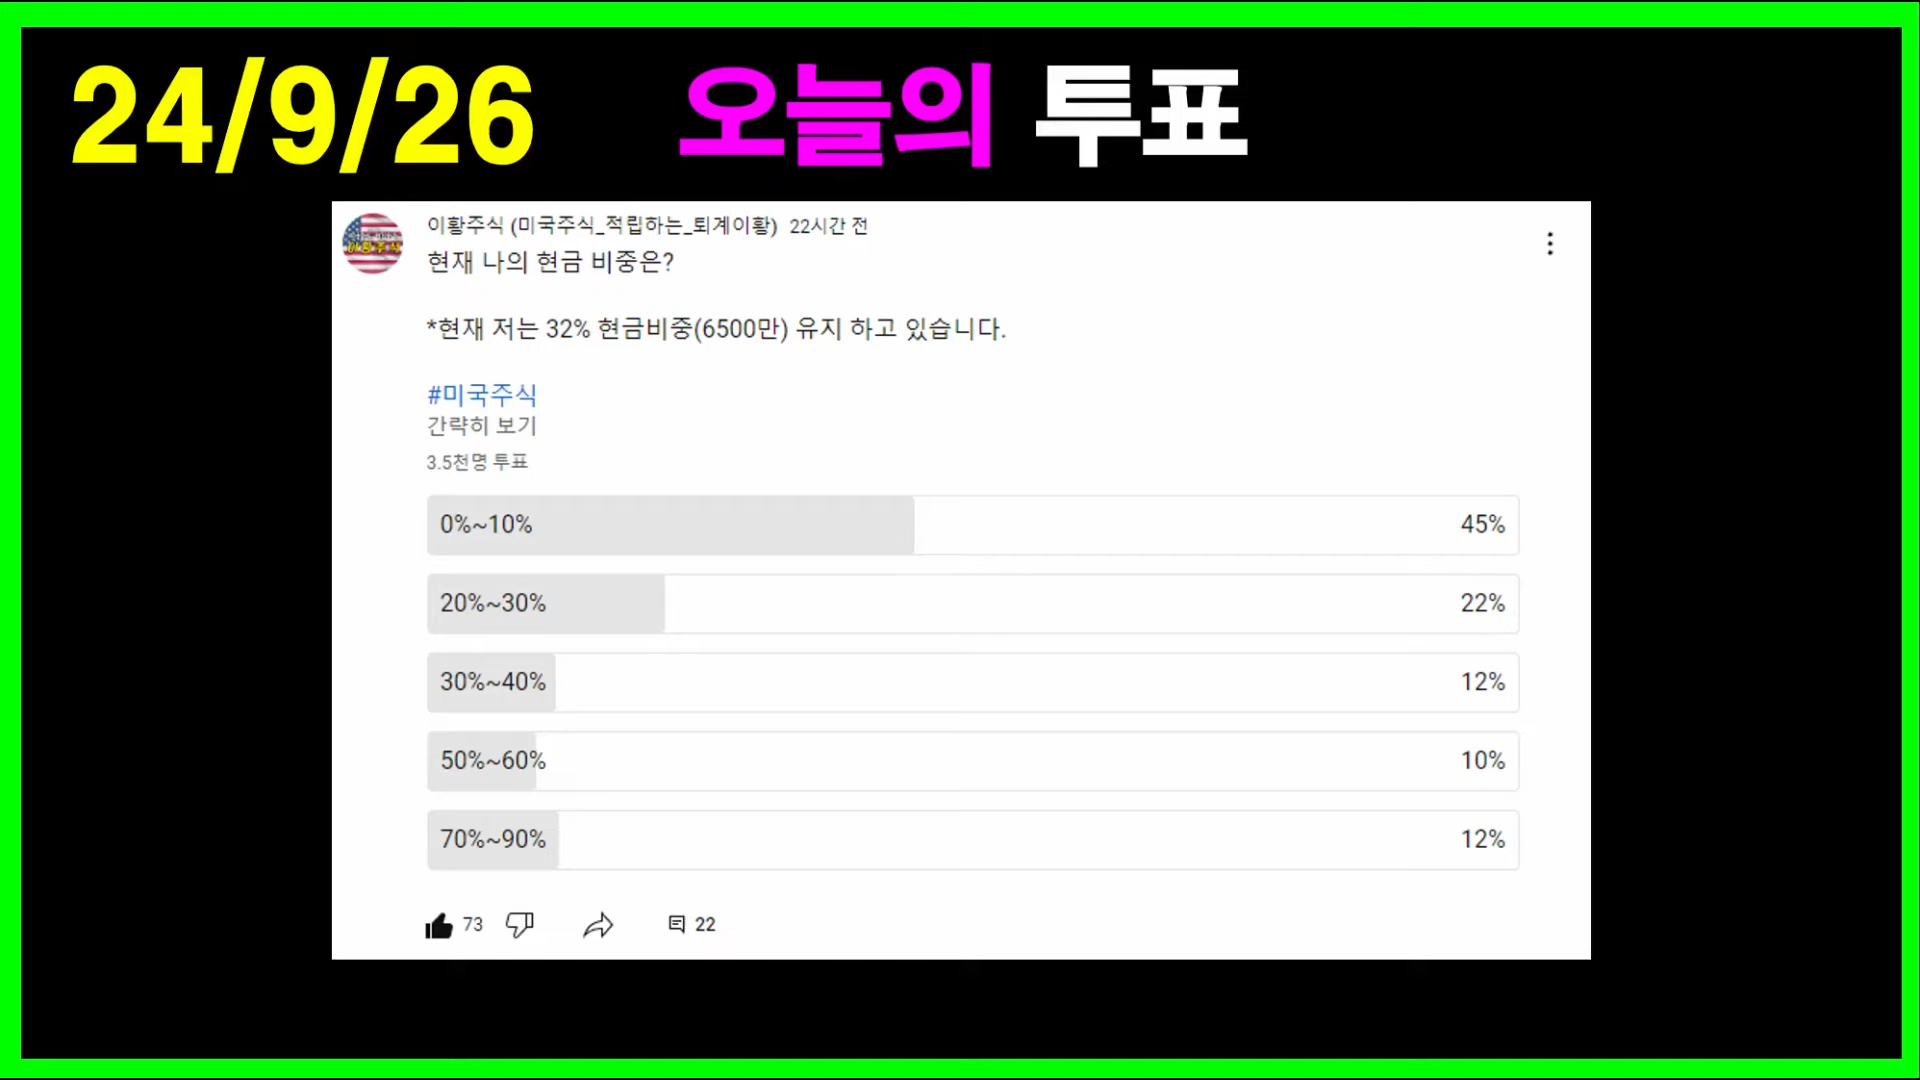 24/9/26 오늘의 투표
이황주식 (미국주식_적립하는_퇴계이황) 22시간 전
현재 나의 현금 비중은?
*현재 저는 32% 현금비중(6500만) 유지 하고 있습니다.
#미국주식
간략히 보기
3.5천명 투표
0%~10% 45%
20%~30% 22%
30%~40% 12%
50%~60% 10%
70%~90% 12%
73 22